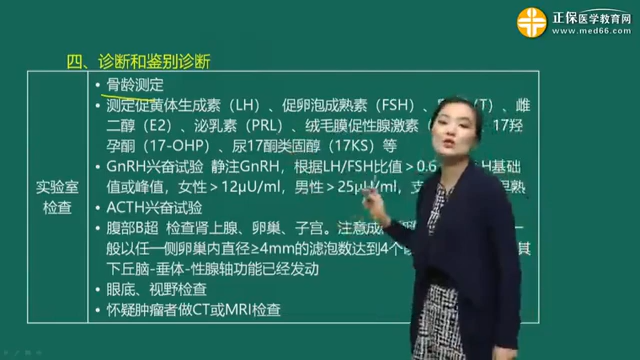 正保医学教育网
www.med66.com
四、诊断和鉴别诊断
实验室
检查
• 骨龄测定
• 测定促黄体生成素（LH）、促卵泡成熟素（FSH）、（T）、雌
二醇（E2）、泌乳素（PRL）、绒毛膜促性腺激素、17羟
孕酮（17-OHP）、尿17酮类固醇（17KS）等
• GnRH兴奋试验 静注GnRH，根据LH/FSH比值＞0.6 H基础
值或峰值，女性＞12μU/ml，男性＞25μU/ml，支 早熟
• ACTH兴奋试验
• 腹部B超 检查肾上腺、卵巢、子宫。注意成 一
般以任一侧卵巢内直径≥4mm的滤泡数达到4个 其
下丘脑-垂体-性腺轴功能已经发动
• 眼底、视野检查
• 怀疑肿瘤者做CT或MRI检查